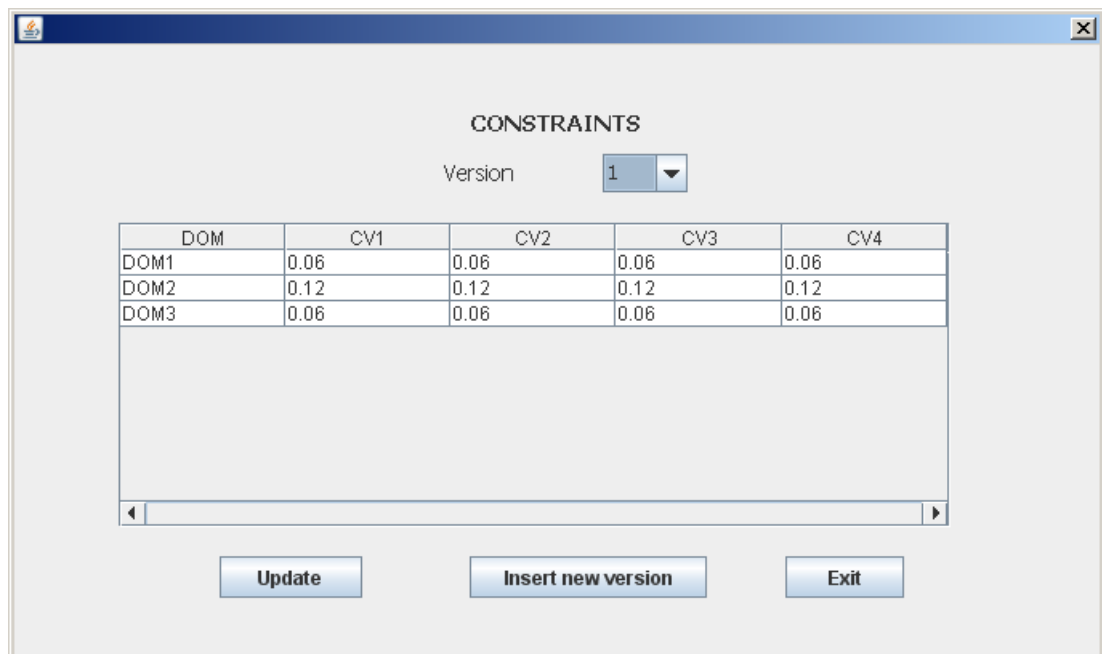 CONSTRAINTS
Version 1
DOM CV1 CV2 CV3 CV4
DOM1 0.06 0.06 0.06 0.06
DOM2 0.12 0.12 0.12 0.12
DOM3 0.06 0.06 0.06 0.06
Update Insert new version Exit